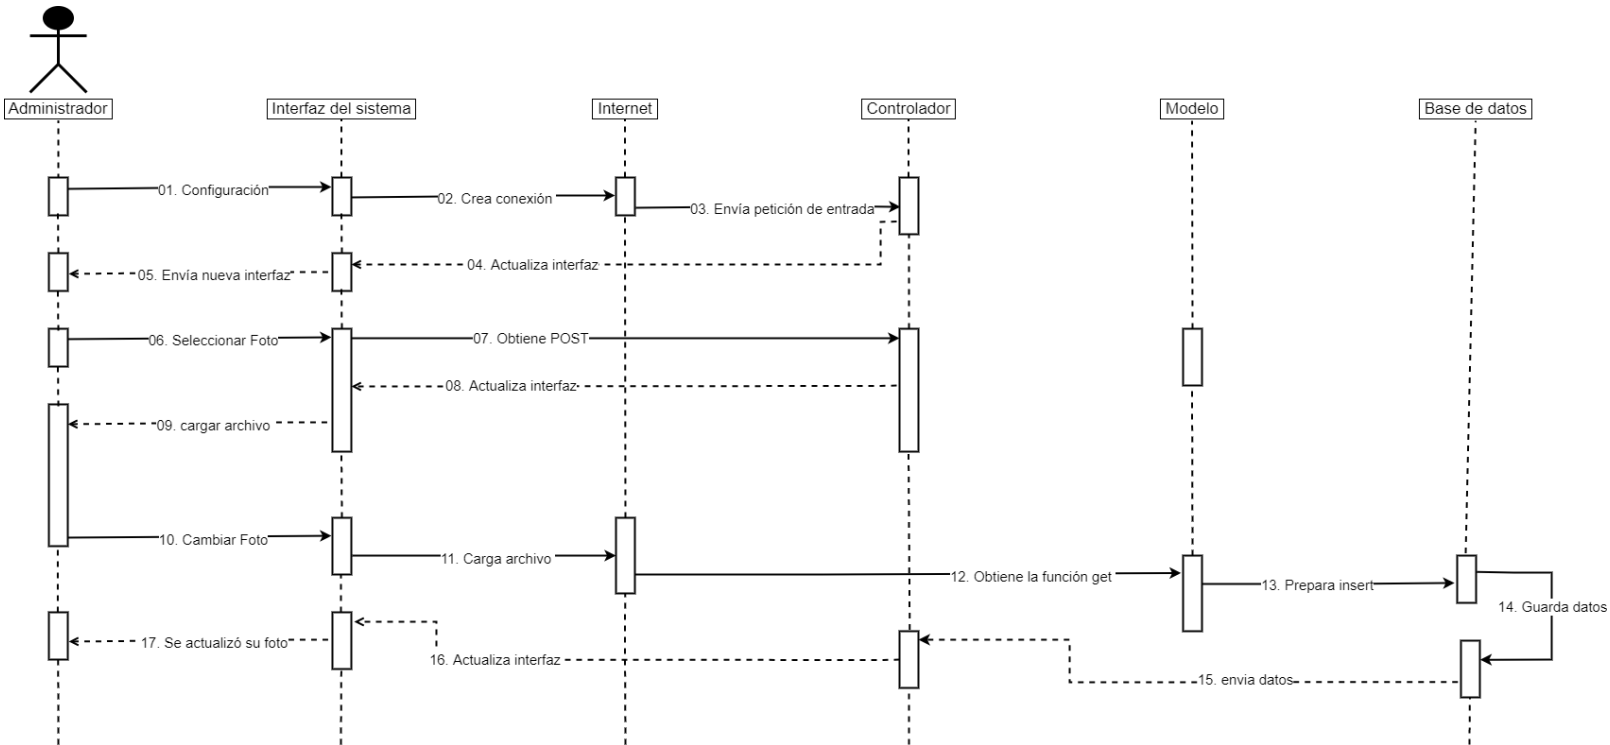 Administrador
Interfaz del sistema
Internet
Controlador
Modelo
Base de datos
01. Configuración
02. Crea conexión
03. Envía petición de entrada
04. Actualiza interfaz
05. Envía nueva interfaz
06. Seleccionar Foto
07. Obtiene POST
08. Actualiza interfaz
09. cargar archivo
10. Cambiar Foto
11. Carga archivo
12. Obtiene la función get
13. Prepara insert
14. Guarda datos
15. envia datos
16. Actualiza interfaz
17. Se actualizó su foto